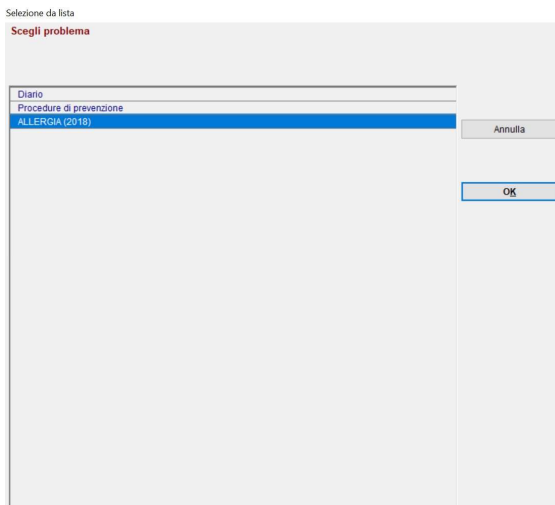 Selezione da lista
Scegli problema
Diario
Procedure di prevenzione
ALLERGIA (2018)
Annulla
OK